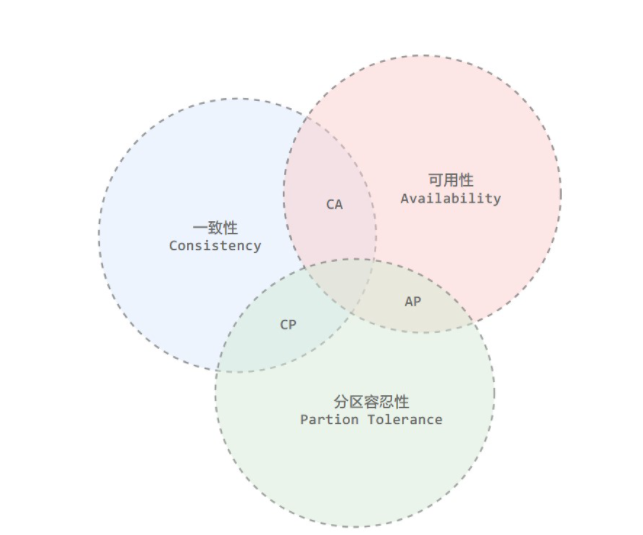 可用性
Availability
CA
一致性
Consistency
AP
CP
分区容忍性
Partion Tolerance